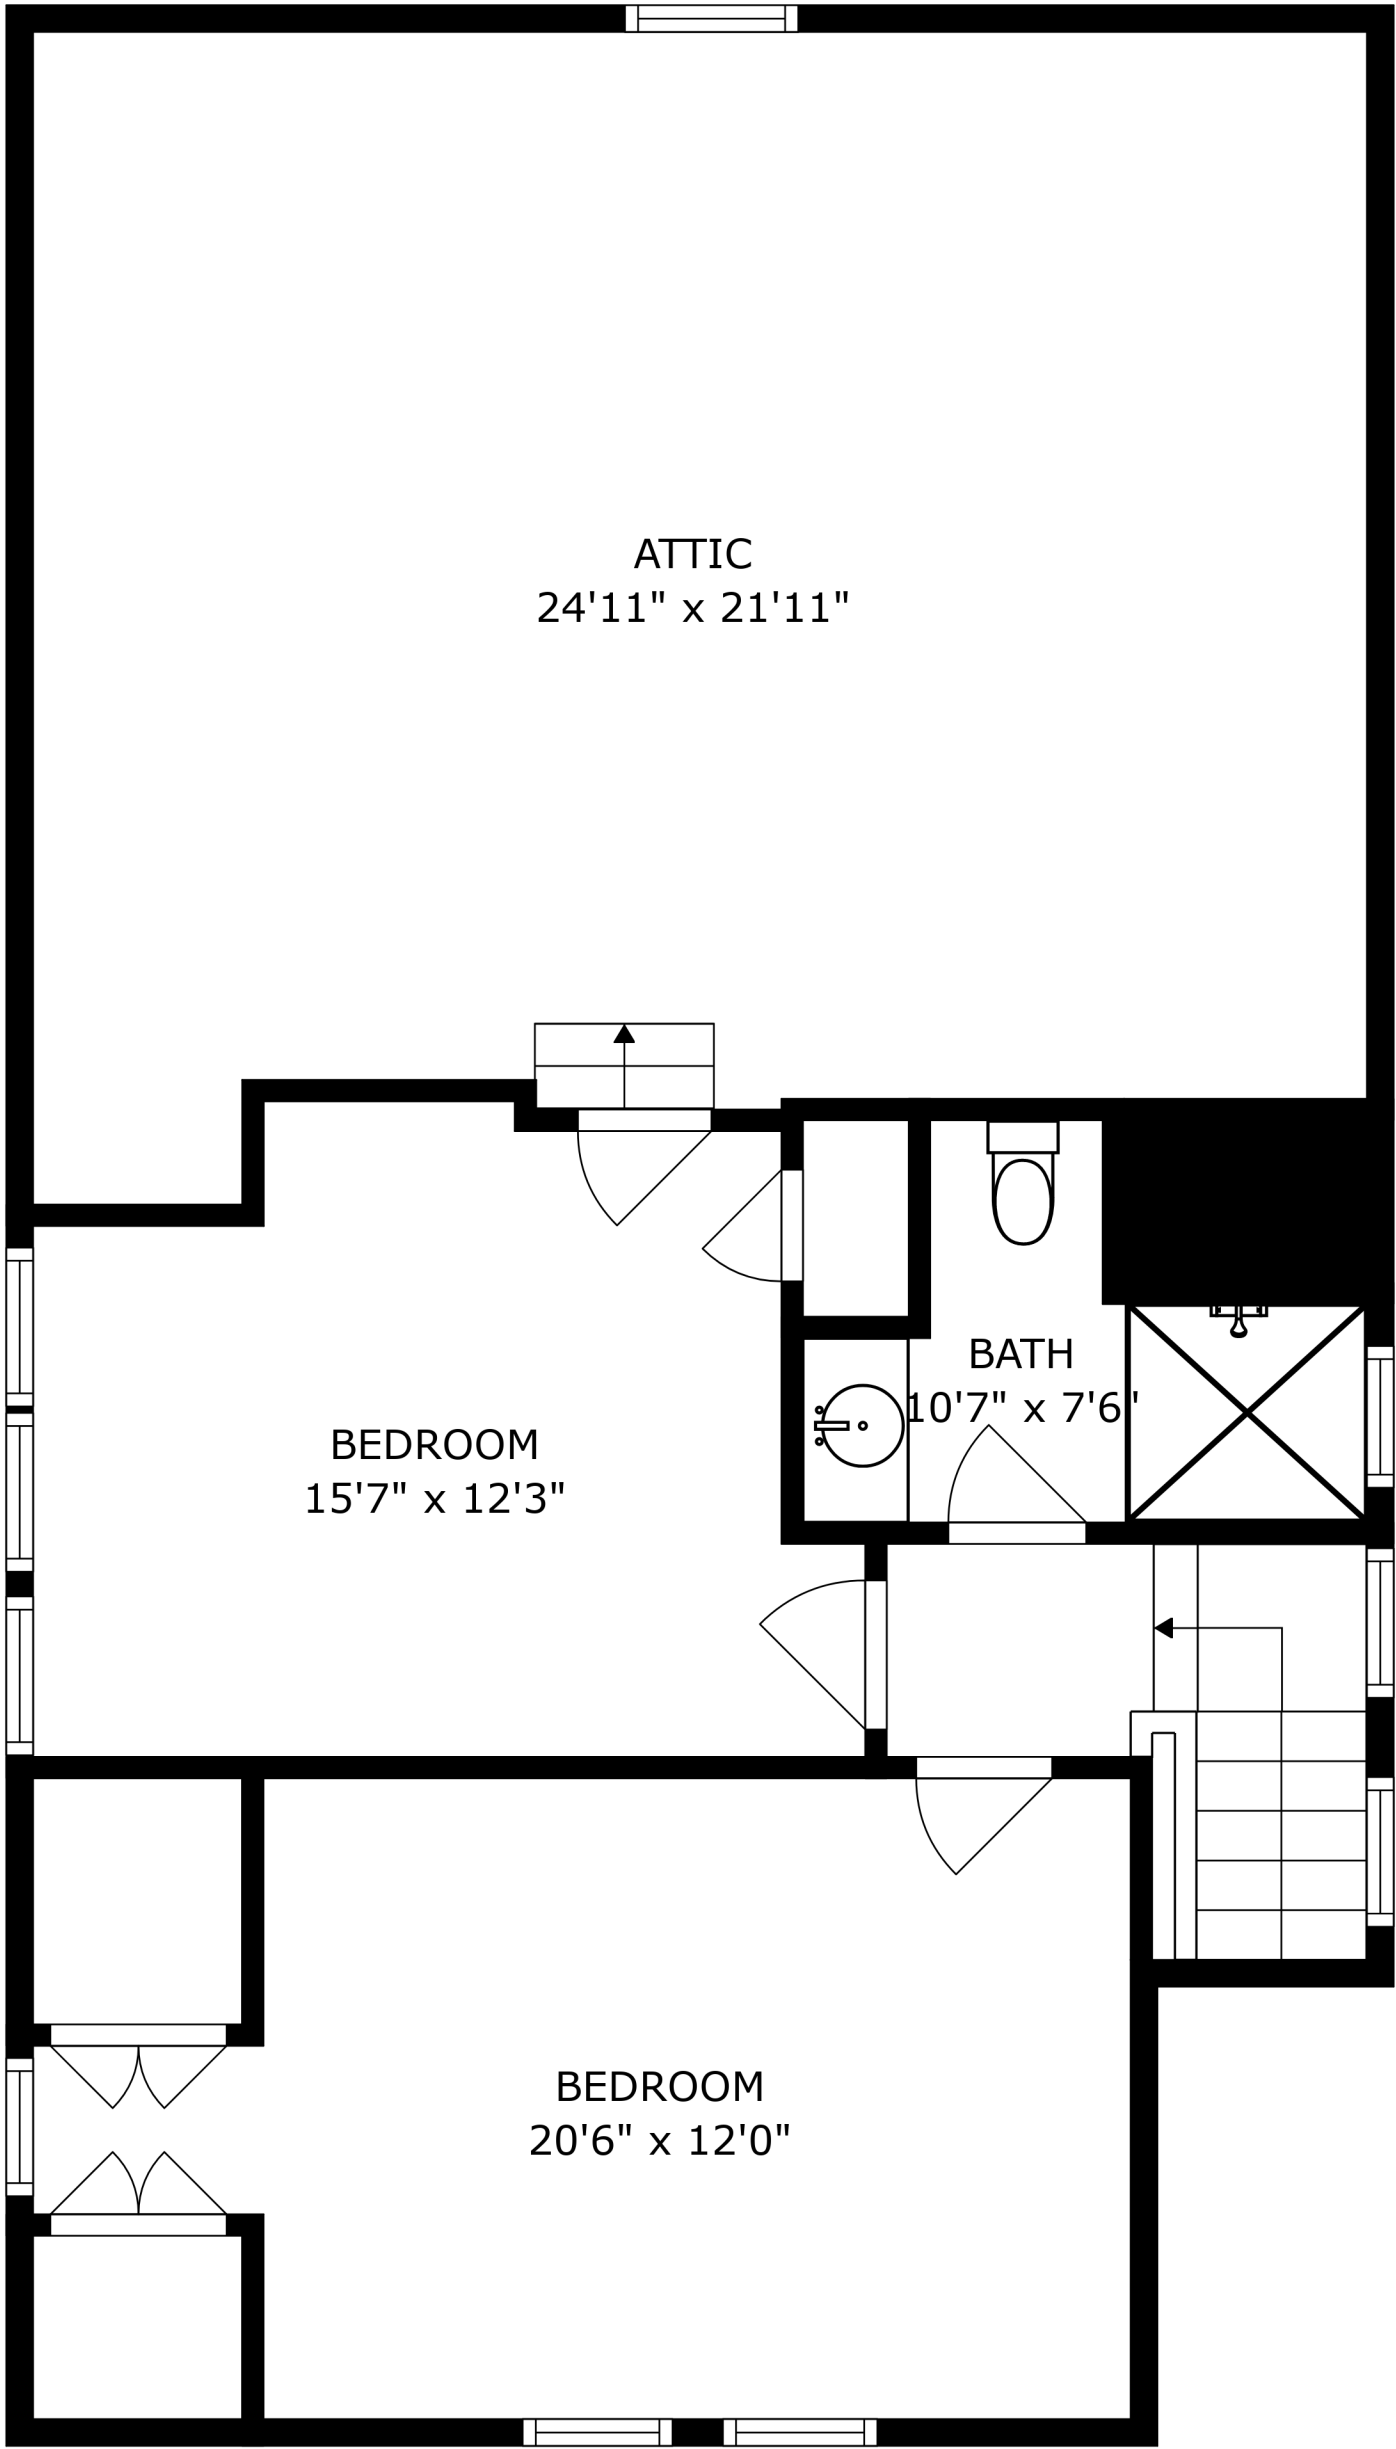 ATTIC
24'11" x 21'11"
BATH
10'7" x 7'6"
BEDROOM
15'7" x 12'3"
BEDROOM
20'6" x 12'0"